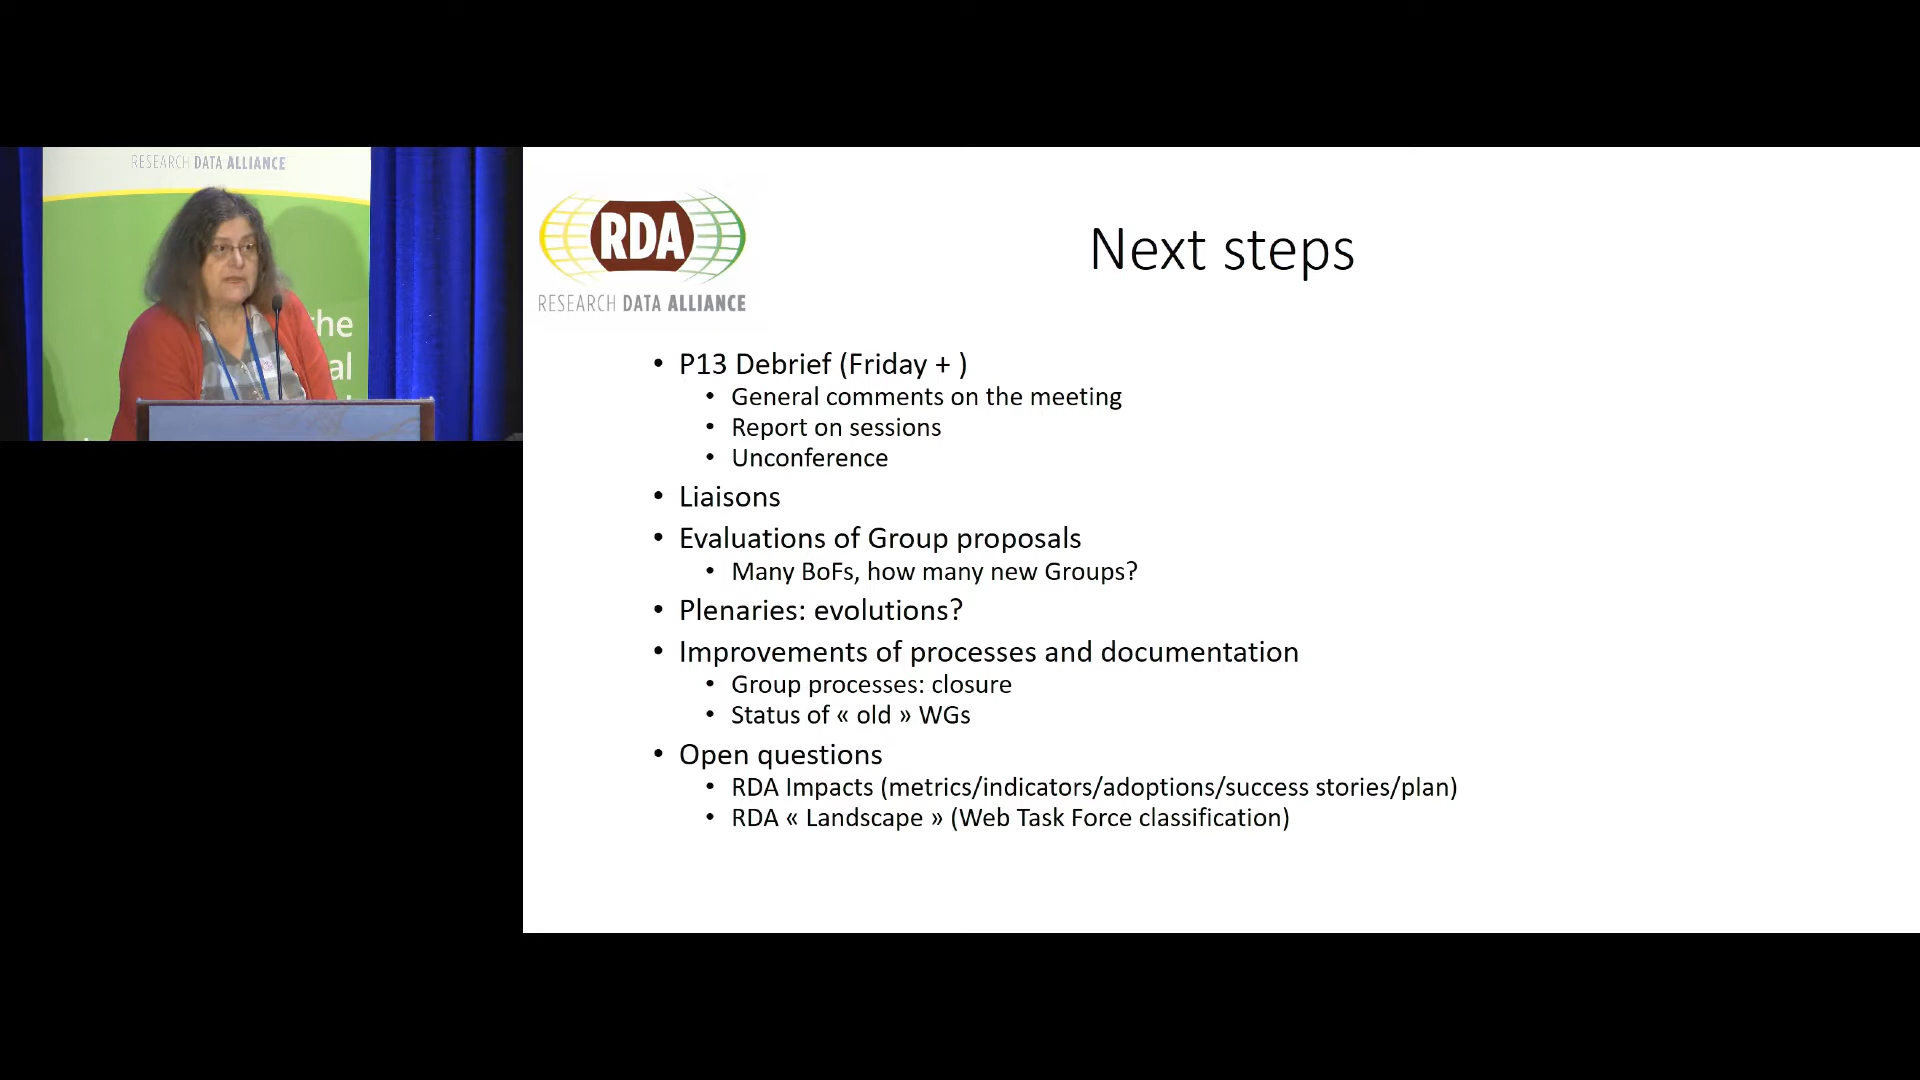 RESEARCH DATA ALLIANCE
the
al
RDA
RESEARCH DATA ALLIANCE
Next steps
• P13 Debrief (Friday + )
• General comments on the meeting
• Report on sessions
• Unconference
• Liaisons
• Evaluations of Group proposals
• Many BoFs, how many new Groups?
• Plenaries: evolutions?
• Improvements of processes and documentation
• Group processes: closure
• Status of « old » WGs
• Open questions
• RDA Impacts (metrics/indicators/adoptions/success stories/plan)
• RDA « Landscape » (Web Task Force classification)